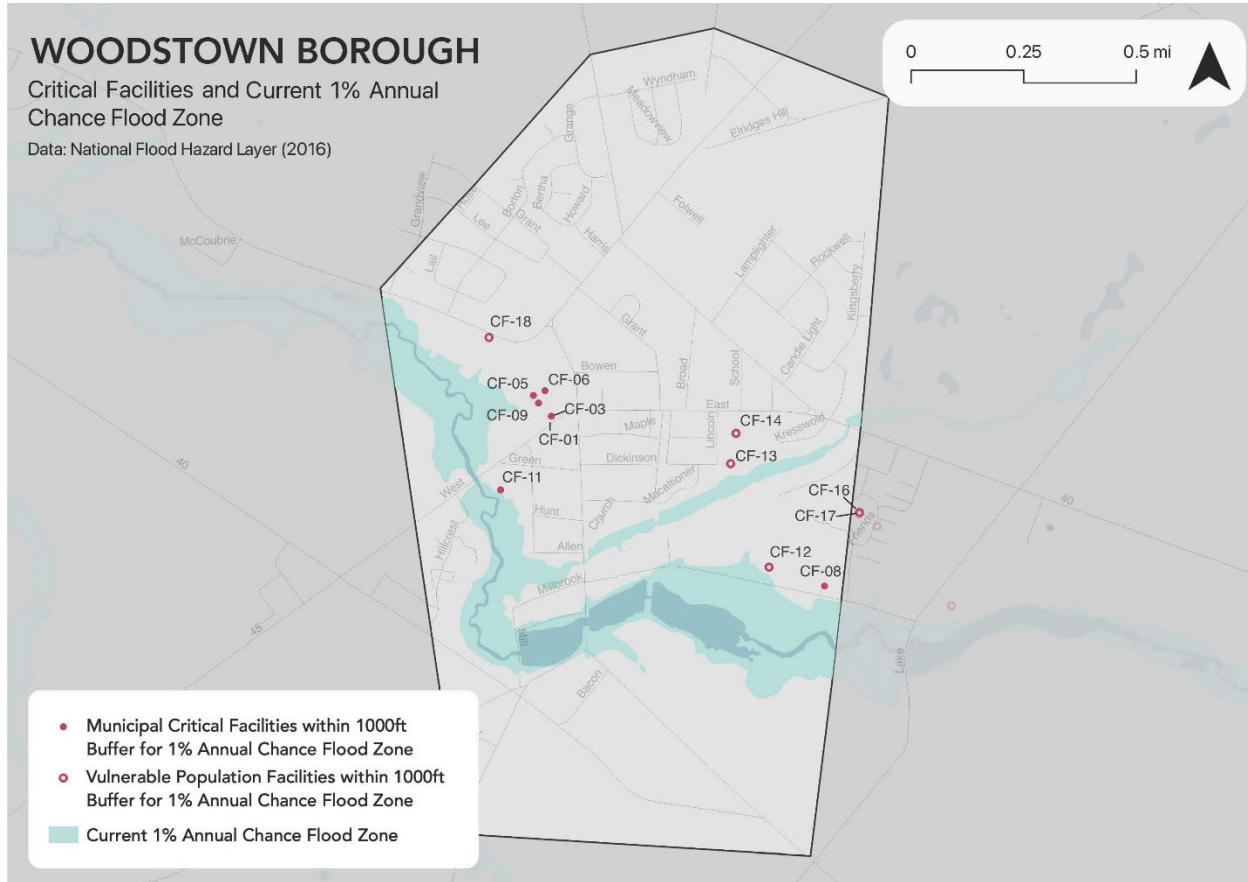 WOODSTOWN BOROUGH
Critical Facilities and Current 1% Annual
Chance Flood Zone
Data: National Flood Hazard Layer (2016)
0 0.25 0.5 mi
Wyndham
Meadowview
Grange
Elridges Hill
Grandview
Borton
Bertha
Howard
Lee
Grant
Harris
Folwell
McCoubrie
Lail
Lamplighter
Rockwell
Kingsberry
CF-18
Grant
Candle Light
Bowen
Broad
School
CF-05
CF-06
CF-09
CF-03
CF-01
East
Maple
Lincoln
CF-14
Kresswold
CF-13
Green
Dickinson
40
West
CF-11
Macaltioner
CF-16
CF-17
40
Friends
Hunt
Church
Hillcrest
Allen
Millbrook
CF-12
CF-08
45
Mill
Lake
Bacon
Municipal Critical Facilities within 1000ft
Buffer for 1% Annual Chance Flood Zone
Vulnerable Population Facilities within 1000ft
Buffer for 1% Annual Chance Flood Zone
Current 1% Annual Chance Flood Zone